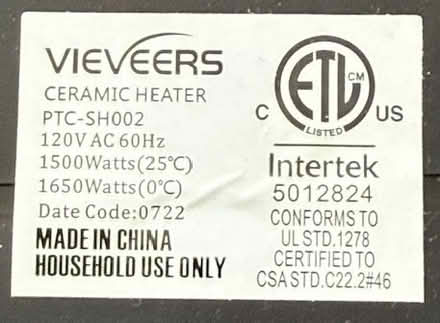 VIEVEERS
CERAMIC HEATER
PTC-SH002
120V AC 60Hz
1500Watts(25℃)
1650Watts(0℃)
Date Code:0722
MADE IN CHINA
HOUSEHOLD USE ONLY
ETL CM
C US
LISTED
Intertek
5012824
CONFORMS TO
UL STD.1278
CERTIFIED TO
CSA STD.C22.2#46